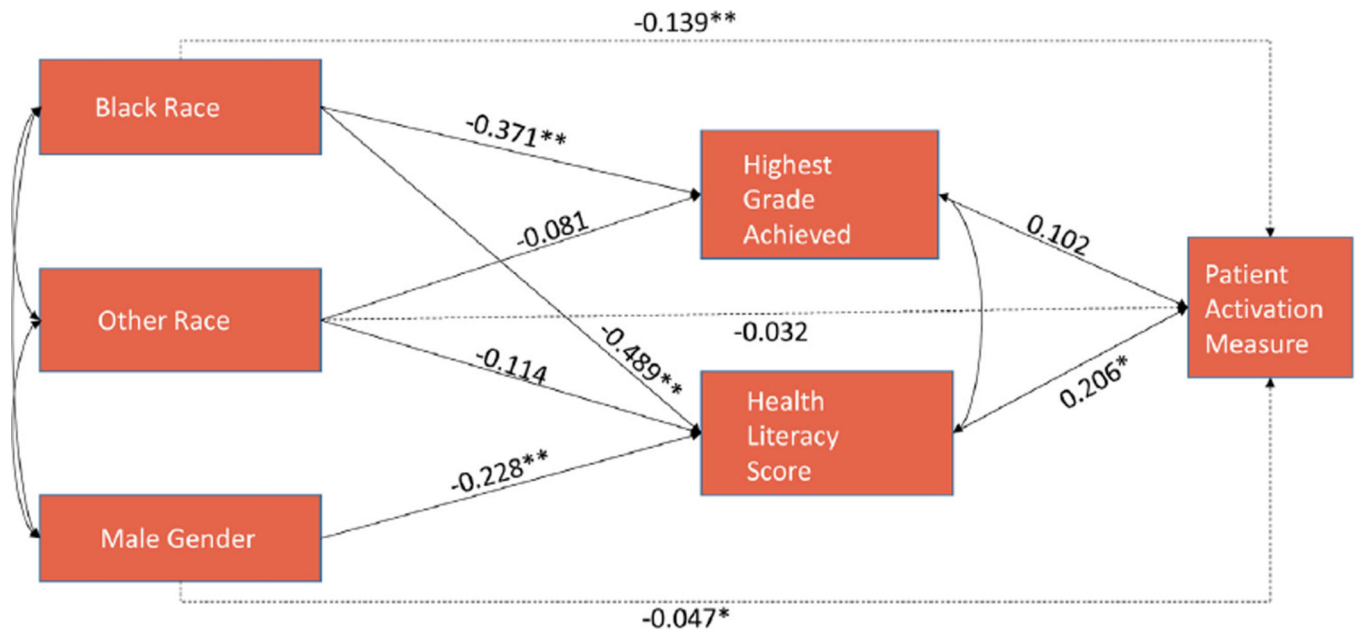 -0.139**
Black Race
-0.371**
Highest
Grade
Achieved
-0.081
0.102
Other Race
-0.032
Patient
Activation
Measure
-0.489**
-0.114
0.206*
Health
Literacy
Score
-0.228**
Male Gender
-0.047*